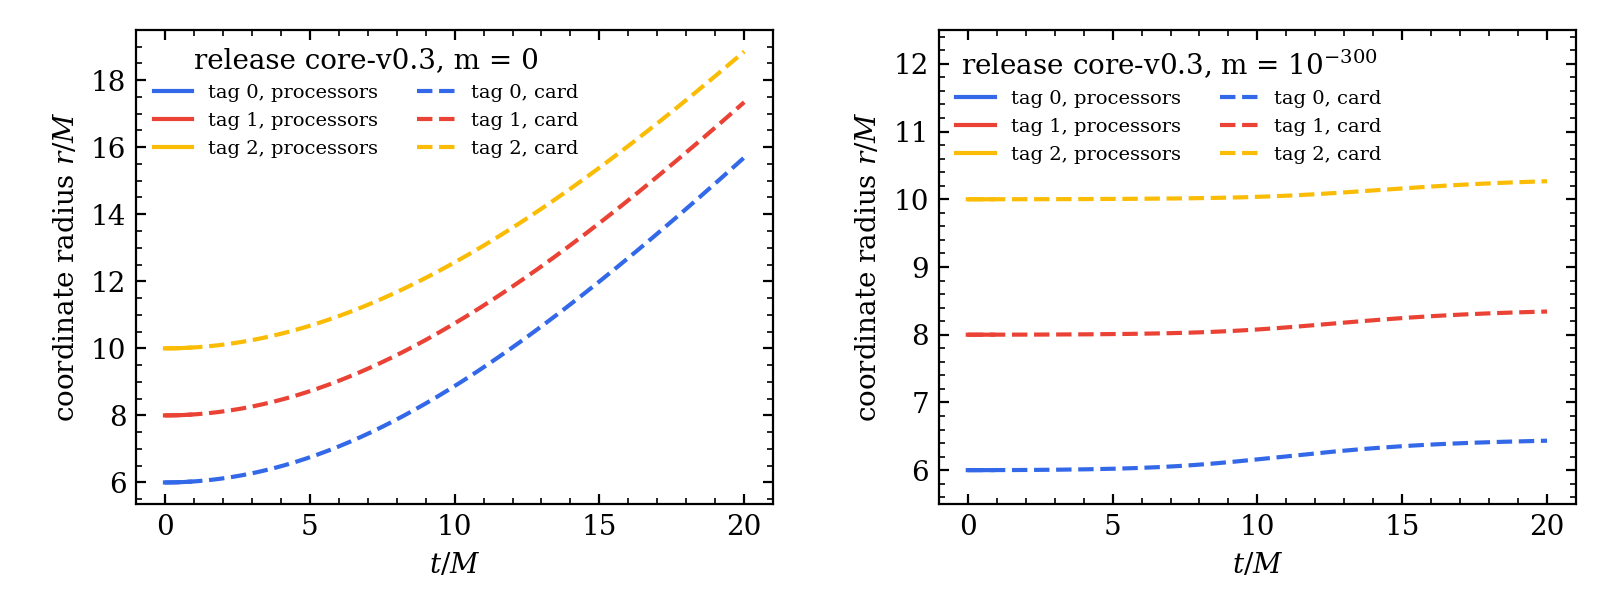 release core-v0.3, m = 0
tag 0, processors
tag 1, processors
tag 2, processors
tag 0, card
tag 1, card
tag 2, card
18
16
14
12
10
8
6
coordinate radius r/M
0 5 10 15 20
t/M
release core-v0.3, m = 10⁻³⁰⁰
tag 0, processors
tag 1, processors
tag 2, processors
tag 0, card
tag 1, card
tag 2, card
12
11
10
9
8
7
6
coordinate radius r/M
0 5 10 15 20
t/M